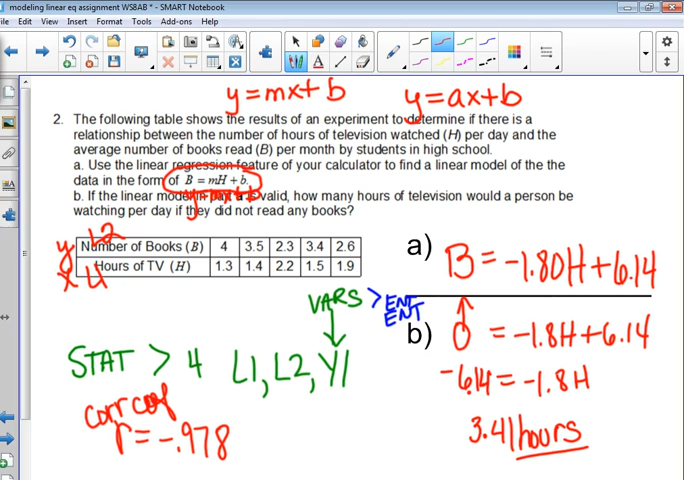 modeling linear eq assignment WS8AB * - SMART Notebook
Edit View Insert Format Tools Add-ons Help
y=mx+b y=ax+b
2. The following table shows the results of an experiment to determine if there is a
relationship between the number of hours of television watched (H) per day and the
average number of books read (B) per month by students in high school.
a. Use the linear regression feature of your calculator to find a linear model of the the
data in the form of B = mH + b.
b. If the linear model in part a is valid, how many hours of television would a person be
watching per day if they did not read any books?
y L2 Number of Books (B) 4 3.5 2.3 3.4 2.6
x L1 Hours of TV (H) 1.3 1.4 2.2 1.5 1.9
a) B = -1.80H+6.14
VARS > ENT
ENT
b) 0 = -1.8H+6.14
STAT > 4 L1, L2, Y1
-6.14 = -1.8H
corr coef
r = -.978
3.41 hours